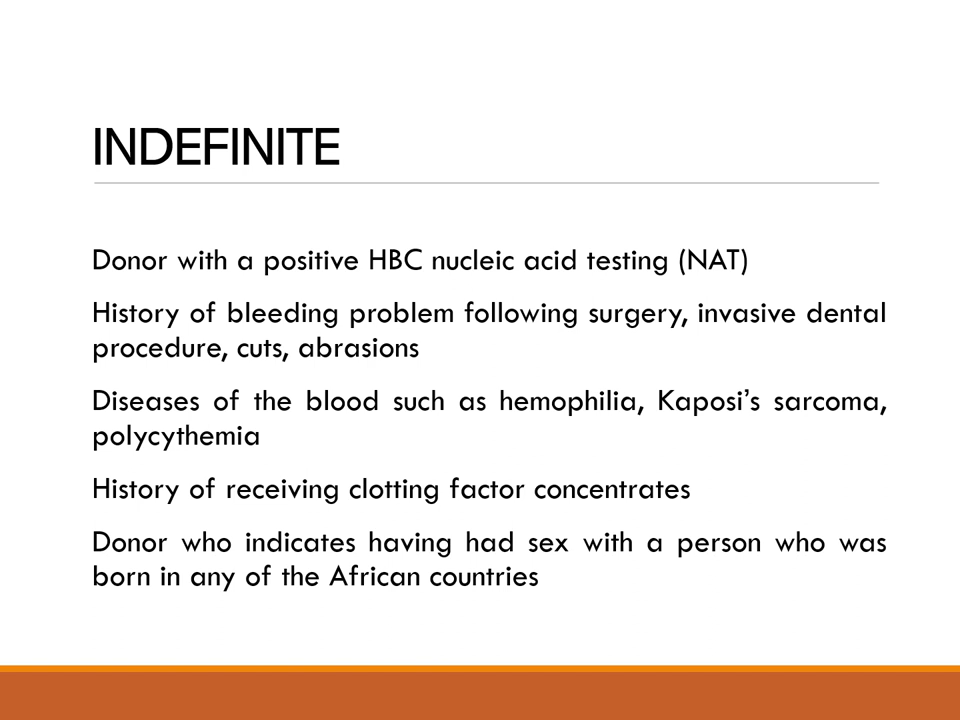 INDEFINITE
Donor with a positive HBC nucleic acid testing (NAT)
History of bleeding problem following surgery, invasive dental
procedure, cuts, abrasions
Diseases of the blood such as hemophilia, Kaposi’s sarcoma,
polycythemia
History of receiving clotting factor concentrates
Donor who indicates having had sex with a person who was
born in any of the African countries